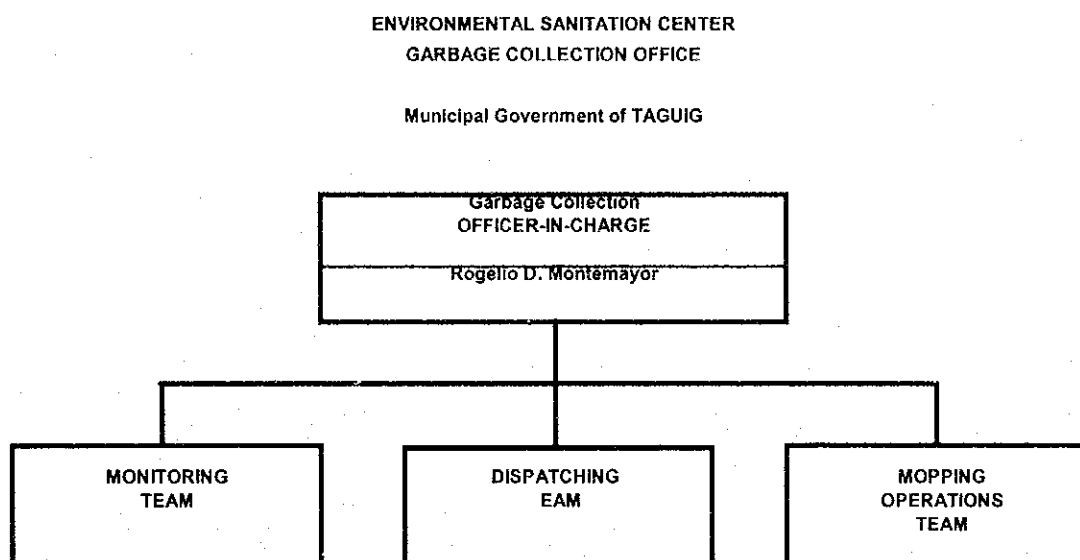 ENVIRONMENTAL SANITATION CENTER
GARBAGE COLLECTION OFFICE
Municipal Government of TAGUIG
Garbage Collection
OFFICER-IN-CHARGE
Rogelio D. Montemayor
MONITORING
TEAM
DISPATCHING
EAM
MOPPING
OPERATIONS
TEAM